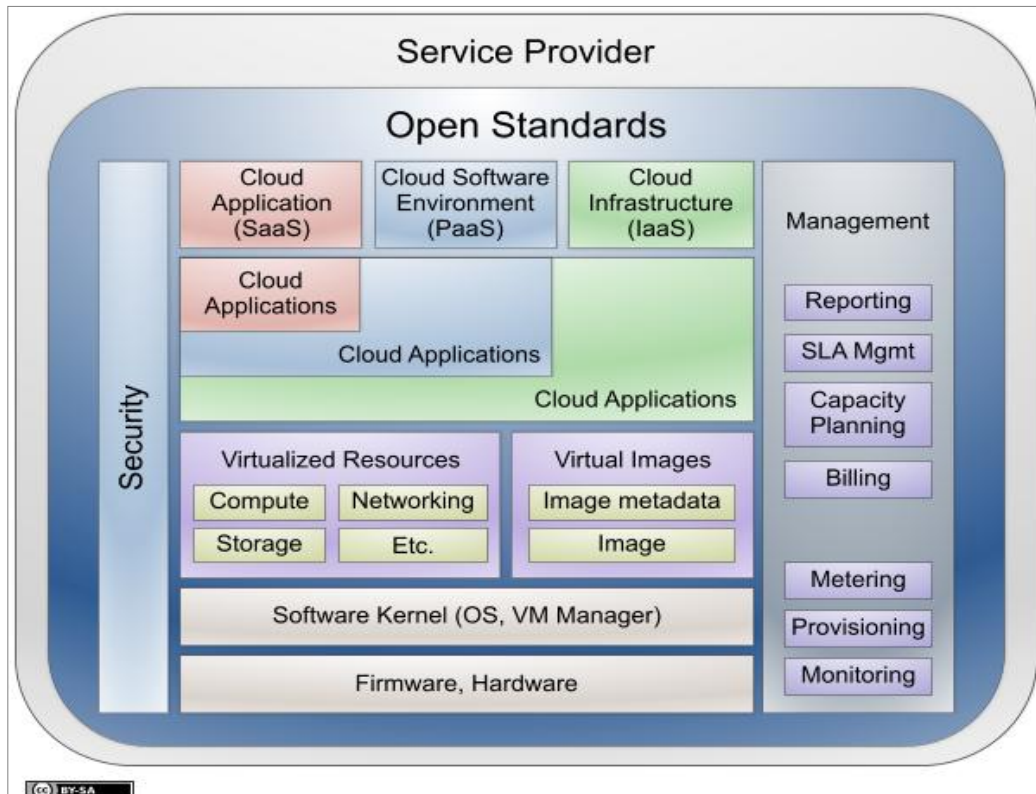 Service Provider
Open Standards
Security
Cloud
Application
(SaaS)
Cloud Software
Environment
(PaaS)
Cloud
Infrastructure
(IaaS)
Cloud
Applications
Cloud Applications
Cloud Applications
Virtualized Resources
Compute
Networking
Storage
Etc.
Virtual Images
Image metadata
Image
Software Kernel (OS, VM Manager)
Firmware, Hardware
Management
Reporting
SLA Mgmt
Capacity
Planning
Billing
Metering
Provisioning
Monitoring
cc BY-SA